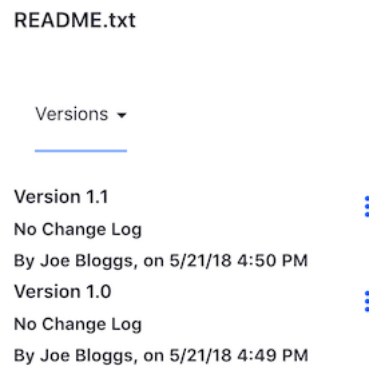 README.txt
Versions
Version 1.1
No Change Log
By Joe Bloggs, on 5/21/18 4:50 PM
Version 1.0
No Change Log
By Joe Bloggs, on 5/21/18 4:49 PM